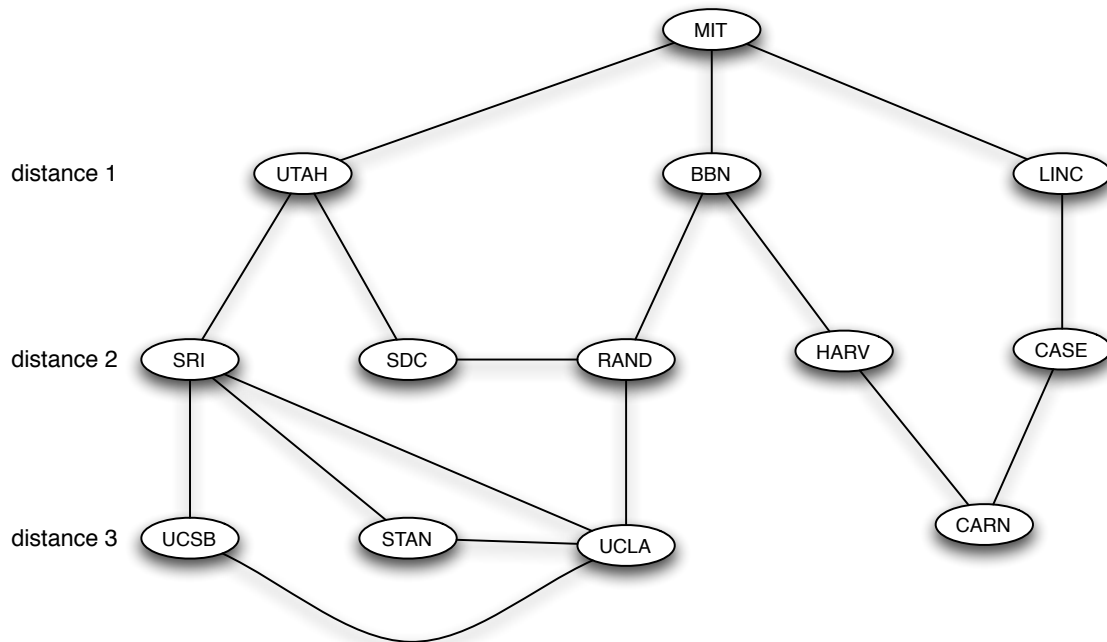 MIT
distance 1 UTAH BBN LINC
distance 2 SRI SDC RAND HARV CASE
distance 3 UCSB STAN UCLA CARN